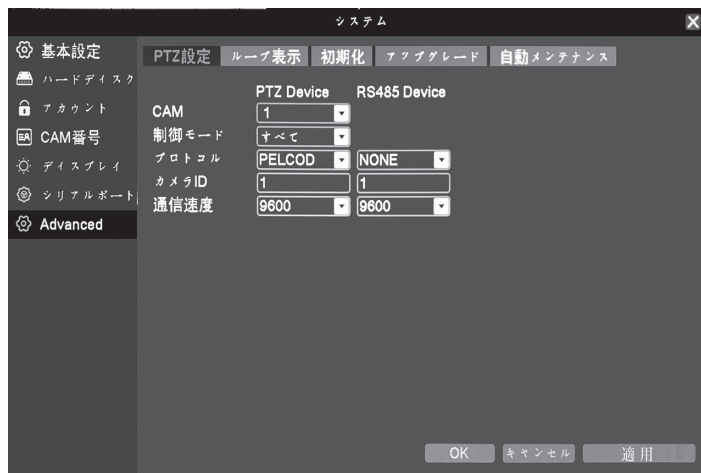 システム
基本設定
ハードディスク
アカウント
CAM番号
ディスプレイ
シリアルポート
Advanced
PTZ設定 ループ表示 初期化 アップグレード 自動メンテナンス
PTZ Device RS485 Device
CAM 1
制御モード すべて
プロトコル PELCOD NONE
カメラID 1 1
通信速度 9600 9600
OK キャンセル 適用